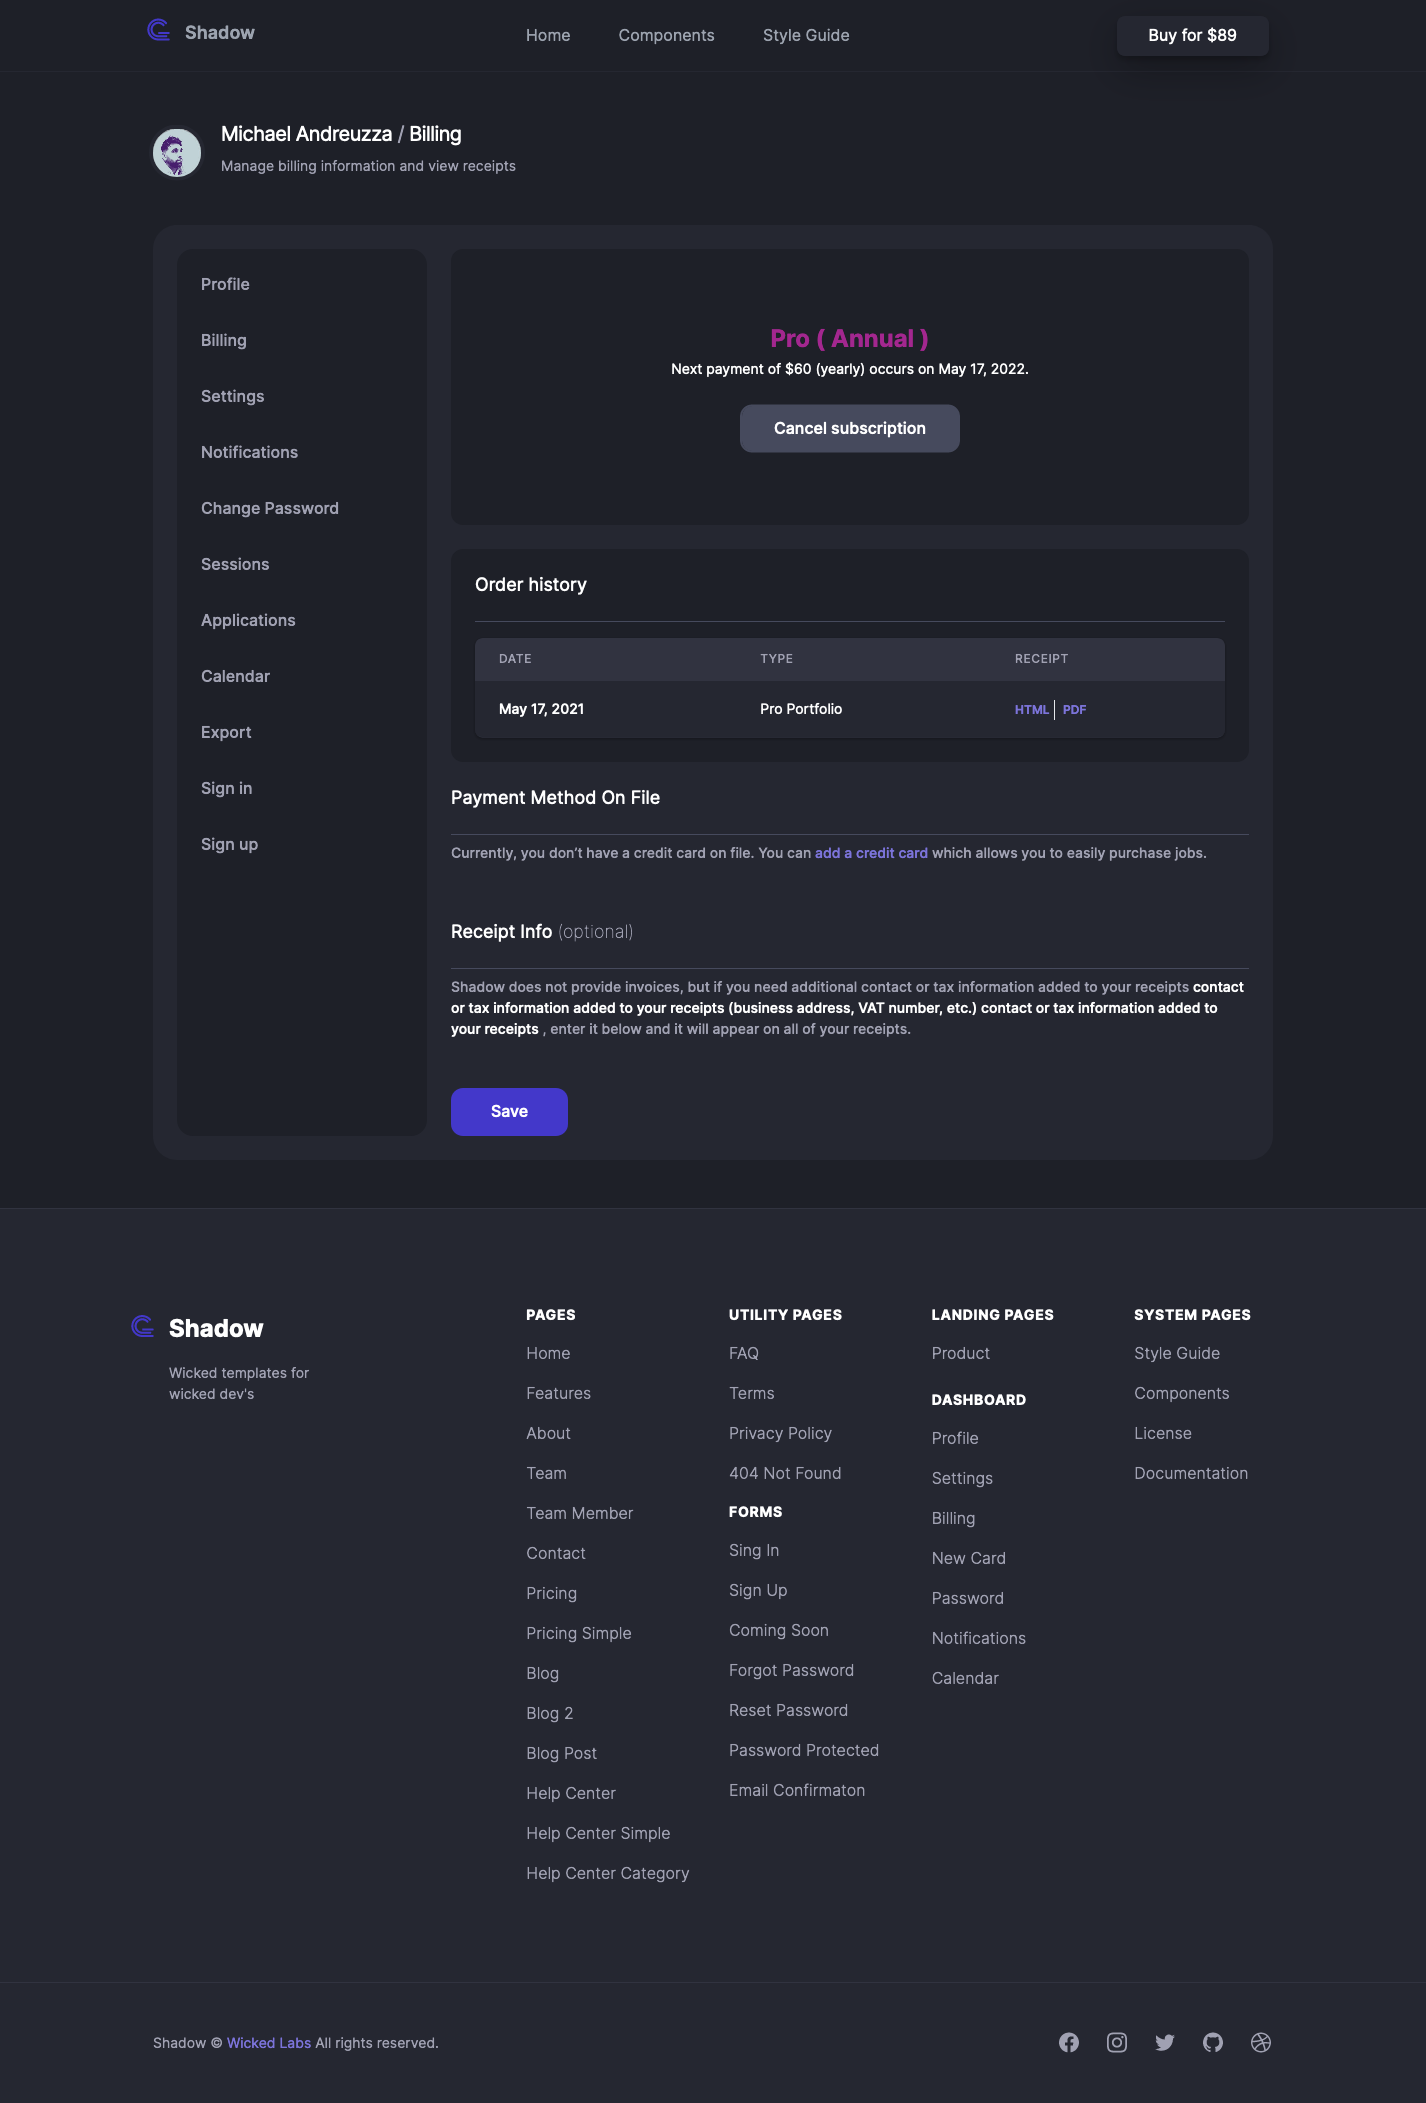 Shadow
Home
Components
Style Guide
Buy for $89
Michael Andreuzza / Billing
Manage billing information and view receipts
Profile
Billing
Settings
Notifications
Change Password
Sessions
Applications
Calendar
Export
Sign in
Sign up
Pro ( Annual )
Next payment of $60 (yearly) occurs on May 17, 2022.
Cancel subscription
Order history
DATE TYPE RECEIPT
May 17, 2021 Pro Portfolio HTML PDF
Payment Method On File
Currently, you don’t have a credit card on file. You can add a credit card which allows you to easily purchase jobs.
Receipt Info (optional)
Shadow does not provide invoices, but if you need additional contact or tax information added to your receipts contact
or tax information added to your receipts (business address, VAT number, etc.) contact or tax information added to
your receipts , enter it below and it will appear on all of your receipts.
Save
Shadow
Wicked templates for
wicked dev's
PAGES
Home
Features
About
Team
Team Member
Contact
Pricing
Pricing Simple
Blog
Blog 2
Blog Post
Help Center
Help Center Simple
Help Center Category
UTILITY PAGES
FAQ
Terms
Privacy Policy
404 Not Found
FORMS
Sing In
Sign Up
Coming Soon
Forgot Password
Reset Password
Password Protected
Email Confirmaton
LANDING PAGES
Product
DASHBOARD
Profile
Settings
Billing
New Card
Password
Notifications
Calendar
SYSTEM PAGES
Style Guide
Components
License
Documentation
Shadow © Wicked Labs All rights reserved.